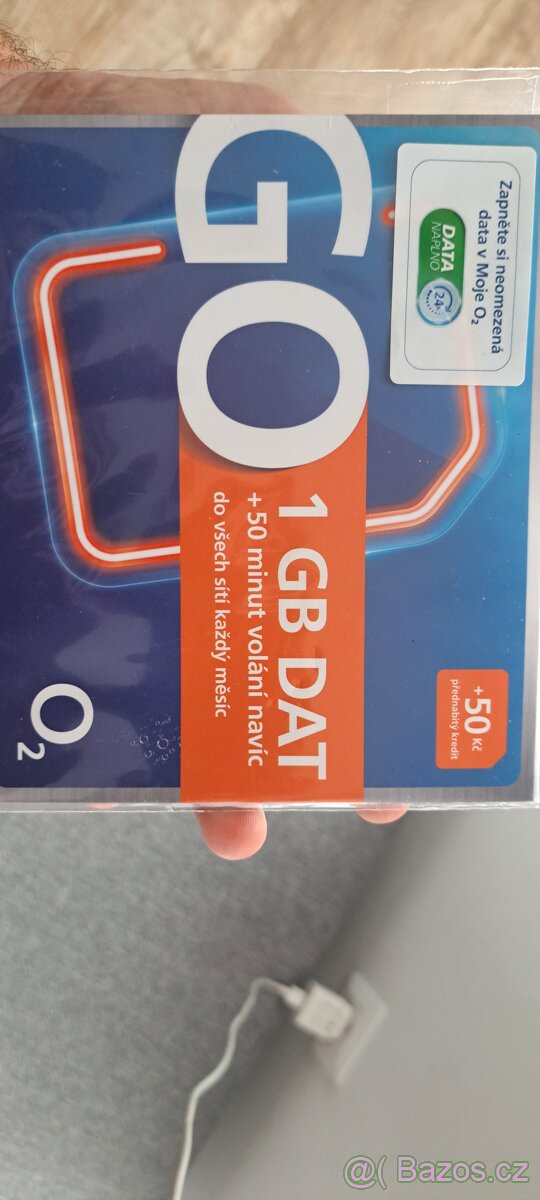 GO
Zapněte si neomezená
data v Moje O2
DATA
NAPLNO
24h
1 GB DAT
+50 minut volání navíc
do všech sítí každý měsíc
+50 Kč
přednabitý kredit
O2
@( Bazos.cz